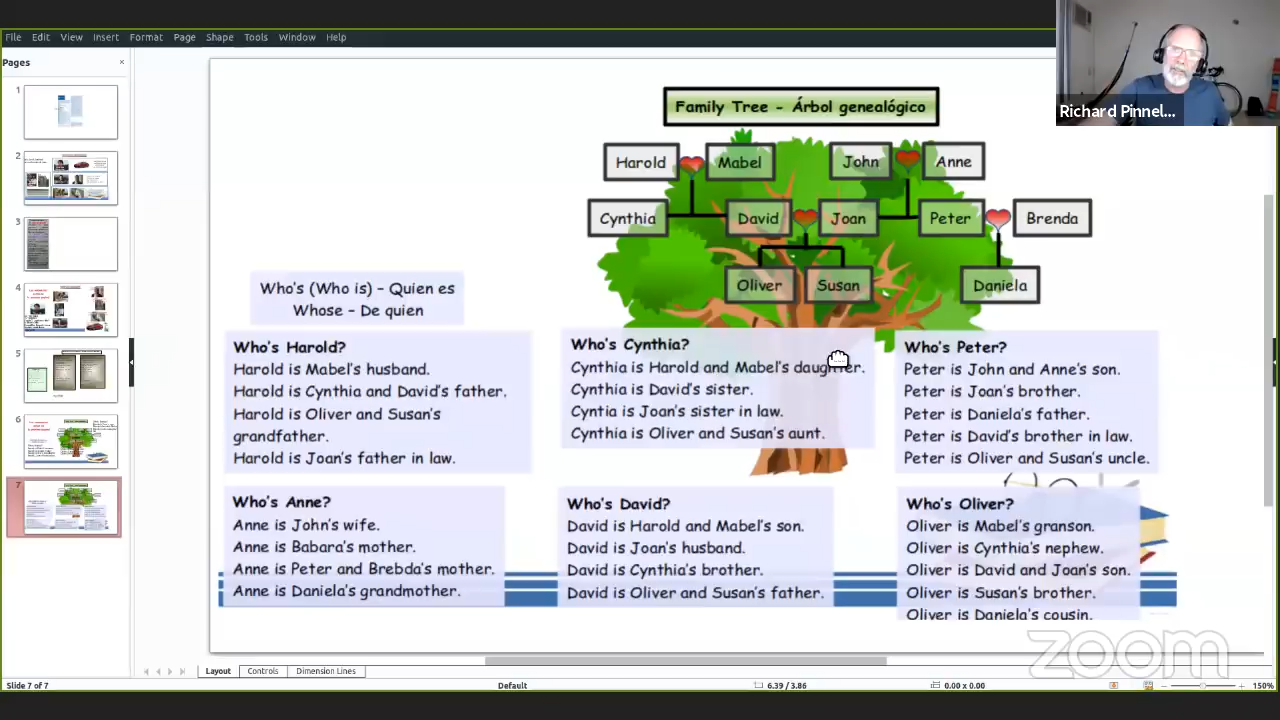 File Edit View Insert Format Page Shape Tools Window Help
Pages
1
2
3
4
5
6
7
Richard Pinnel...
Family Tree - Árbol genealógico
Harold Mabel John Anne
Cynthia David Joan Peter Brenda
Oliver Susan Daniela
Who's (Who is) – Quien es
Whose – De quien
Who's Harold?
Harold is Mabel's husband.
Harold is Cynthia and David's father.
Harold is Oliver and Susan's
grandfather.
Harold is Joan's father in law.
Who's Cynthia?
Cynthia is Harold and Mabel's daughter.
Cynthia is David's sister.
Cyntia is Joan's sister in law.
Cynthia is Oliver and Susan's aunt.
Who's Peter?
Peter is John and Anne's son.
Peter is Joan's brother.
Peter is Daniela's father.
Peter is David's brother in law.
Peter is Oliver and Susan's uncle.
Who's Anne?
Anne is John's wife.
Anne is Babara's mother.
Anne is Peter and Brebda's mother.
Anne is Daniela's grandmother.
Who's David?
David is Harold and Mabel's son.
David is Joan's husband.
David is Cynthia's brother.
David is Oliver and Susan's father.
Who's Oliver?
Oliver is Mabel's granson.
Oliver is Cynthia's nephew.
Oliver is David and Joan's son.
Oliver is Susan's brother.
Oliver is Daniela's cousin.
zoom
Layout Controls Dimension Lines
Slide 7 of 7 Default 6.39 / 3.86 0.00 x 0.00 150%